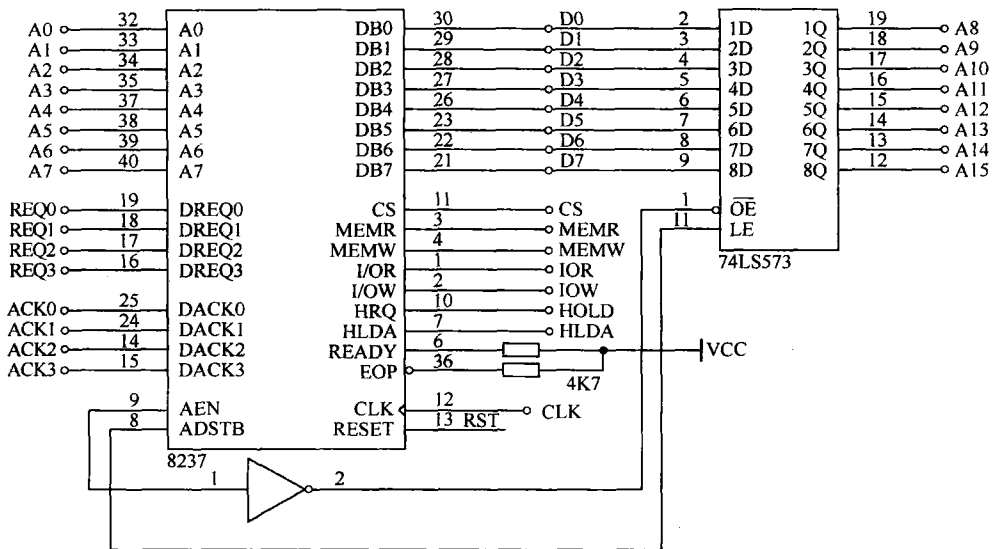 A0 32 A0 DB0 30 D0 2 1D 1Q 19 A8
A1 33 A1 DB1 29 D1 3 2D 2Q 18 A9
A2 34 A2 DB2 28 D2 4 3D 3Q 17 A10
A3 35 A3 DB3 27 D3 5 4D 4Q 16 A11
A4 37 A4 DB4 26 D4 6 5D 5Q 15 A12
A5 38 A5 DB5 23 D5 7 6D 6Q 14 A13
A6 39 A6 DB6 22 D6 8 7D 7Q 13 A14
A7 40 A7 DB7 21 D7 9 8D 8Q 12 A15
REQ0 19 DREQ0 CS 11 CS 1 O̅E̅
REQ1 18 DREQ1 MEMR 3 MEMR 11 LE
REQ2 17 DREQ2 MEMW 4 MEMW 74LS573
REQ3 16 DREQ3 I/OR 1 IOR
I/OW 2 IOW
ACK0 25 DACK0 HRQ 10 HOLD
ACK1 24 DACK1 HLDA 7 HLDA
ACK2 14 DACK2 READY 6 VCC
ACK3 15 DACK3 EOP 36 4K7
9 AEN CLK 12 CLK
8 ADSTB RESET 13 RST
8237
1 2